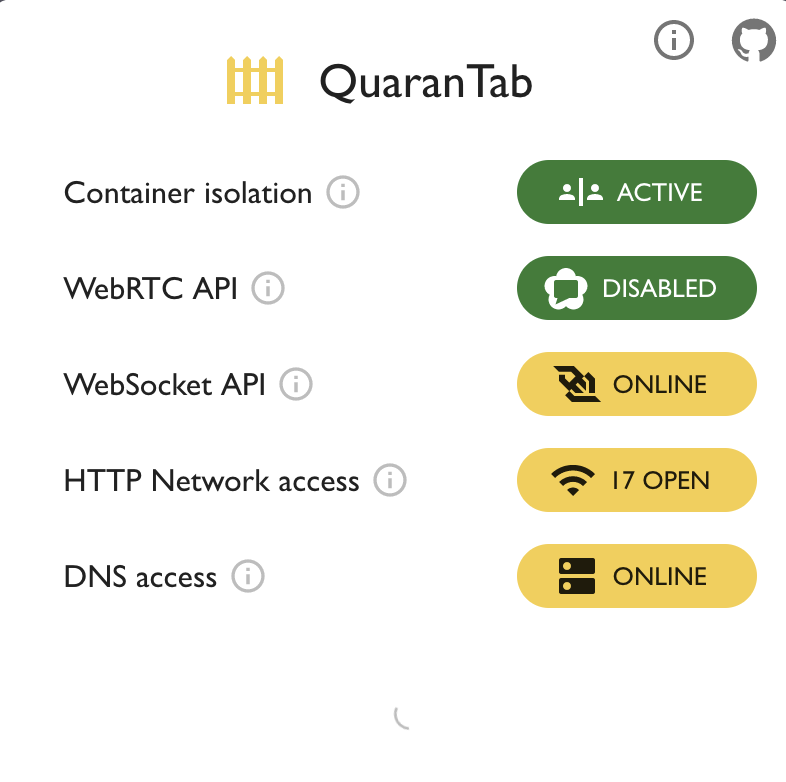 QuaranTab
Container isolation
ACTIVE
WebRTC API
DISABLED
WebSocket API
ONLINE
HTTP Network access
17 OPEN
DNS access
ONLINE